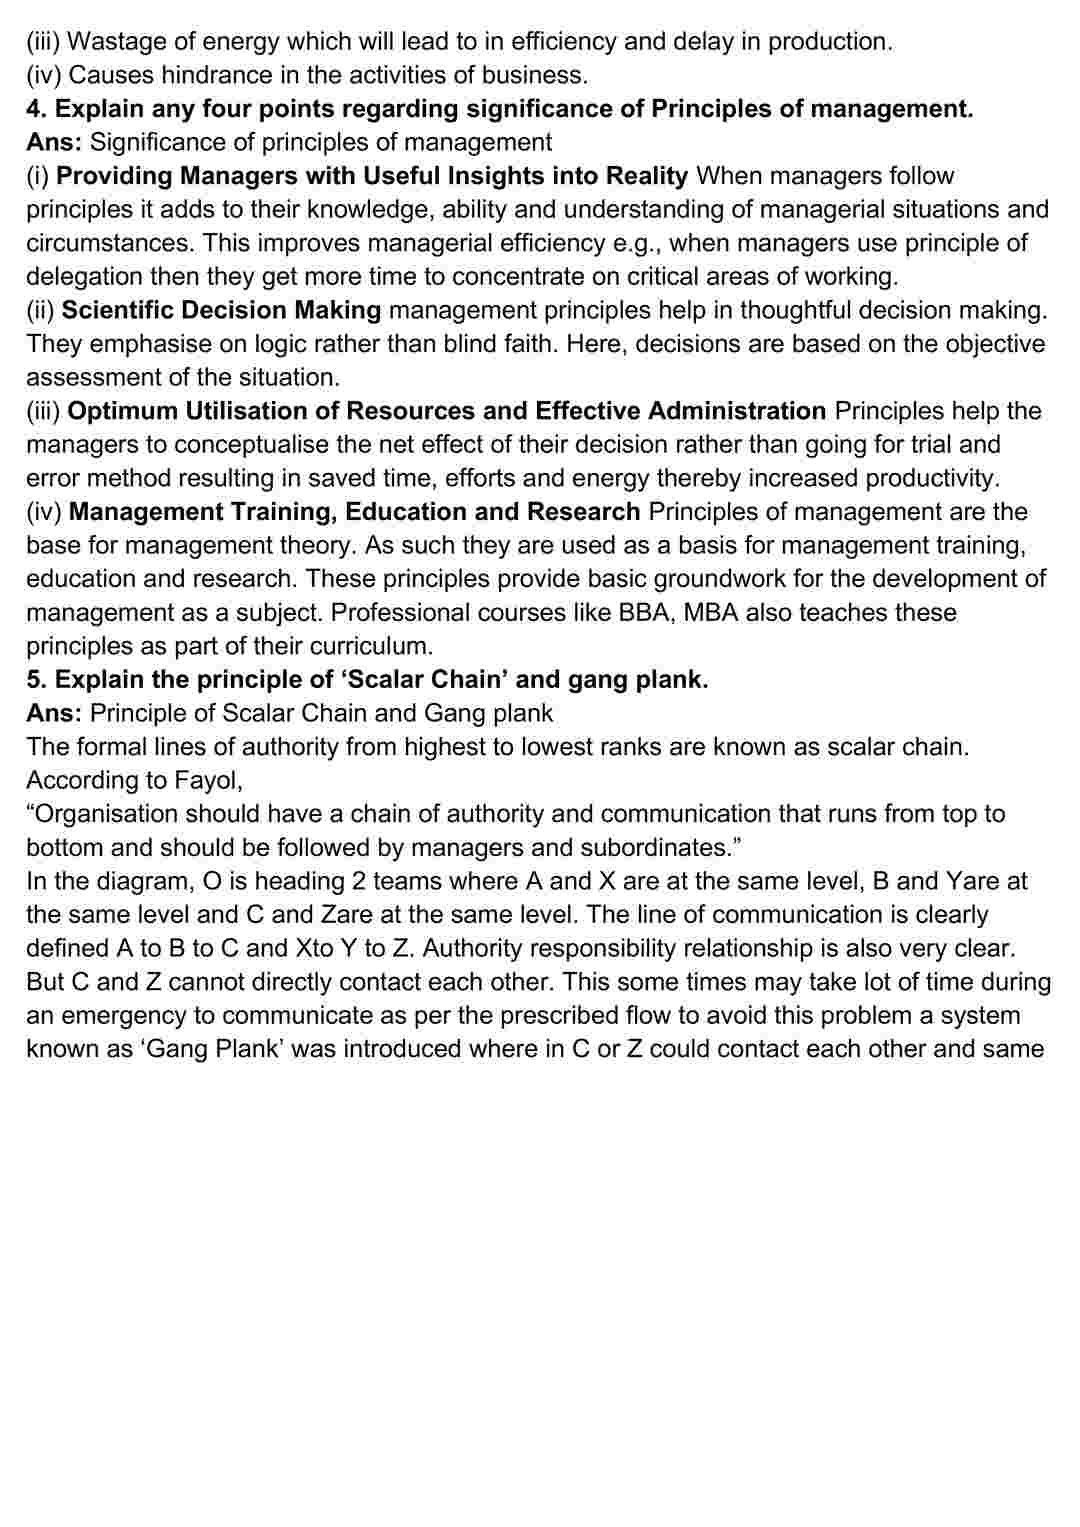 (iii) Wastage of energy which will lead to in efficiency and delay in production.
(iv) Causes hindrance in the activities of business.
4. Explain any four points regarding significance of Principles of management.
Ans: Significance of principles of management
(i) Providing Managers with Useful Insights into Reality When managers follow
principles it adds to their knowledge, ability and understanding of managerial situations and
circumstances. This improves managerial efficiency e.g., when managers use principle of
delegation then they get more time to concentrate on critical areas of working.
(ii) Scientific Decision Making management principles help in thoughtful decision making.
They emphasise on logic rather than blind faith. Here, decisions are based on the objective
assessment of the situation.
(iii) Optimum Utilisation of Resources and Effective Administration Principles help the
managers to conceptualise the net effect of their decision rather than going for trial and
error method resulting in saved time, efforts and energy thereby increased productivity.
(iv) Management Training, Education and Research Principles of management are the
base for management theory. As such they are used as a basis for management training,
education and research. These principles provide basic groundwork for the development of
management as a subject. Professional courses like BBA, MBA also teaches these
principles as part of their curriculum.
5. Explain the principle of ‘Scalar Chain’ and gang plank.
Ans: Principle of Scalar Chain and Gang plank
The formal lines of authority from highest to lowest ranks are known as scalar chain.
According to Fayol,
“Organisation should have a chain of authority and communication that runs from top to
bottom and should be followed by managers and subordinates.”
In the diagram, O is heading 2 teams where A and X are at the same level, B and Yare at
the same level and C and Zare at the same level. The line of communication is clearly
defined A to B to C and Xto Y to Z. Authority responsibility relationship is also very clear.
But C and Z cannot directly contact each other. This some times may take lot of time during
an emergency to communicate as per the prescribed flow to avoid this problem a system
known as ‘Gang Plank’ was introduced where in C or Z could contact each other and same